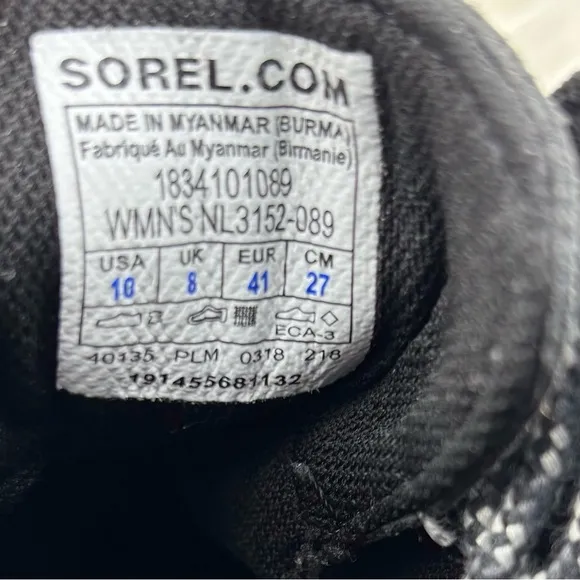 SOREL.COM
MADE IN MYANMAR (BURMA)
Fabriqué Au Myanmar (Birmanie)
1834101089
WMN'S NL3152-089
USA UK EUR CM
10 8 41 27
ECA-3
40135 PLM 0318 218
191455681132